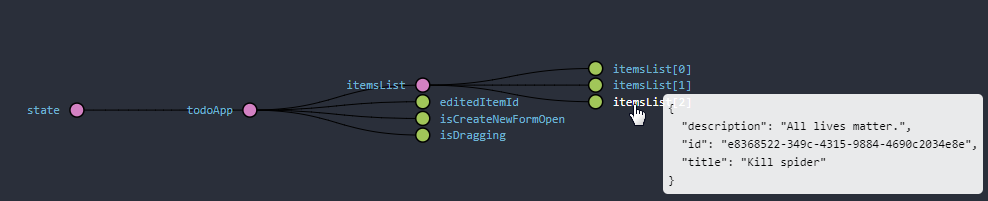 itemsList[0]
itemsList
itemsList[1]
editedItemId
itemsList[2]
state
todoApp
isCreateNewFormOpen
isDragging
{
"description": "All lives matter.",
"id": "e8368522-349c-4315-9884-4690c2034e8e",
"title": "Kill spider"
}